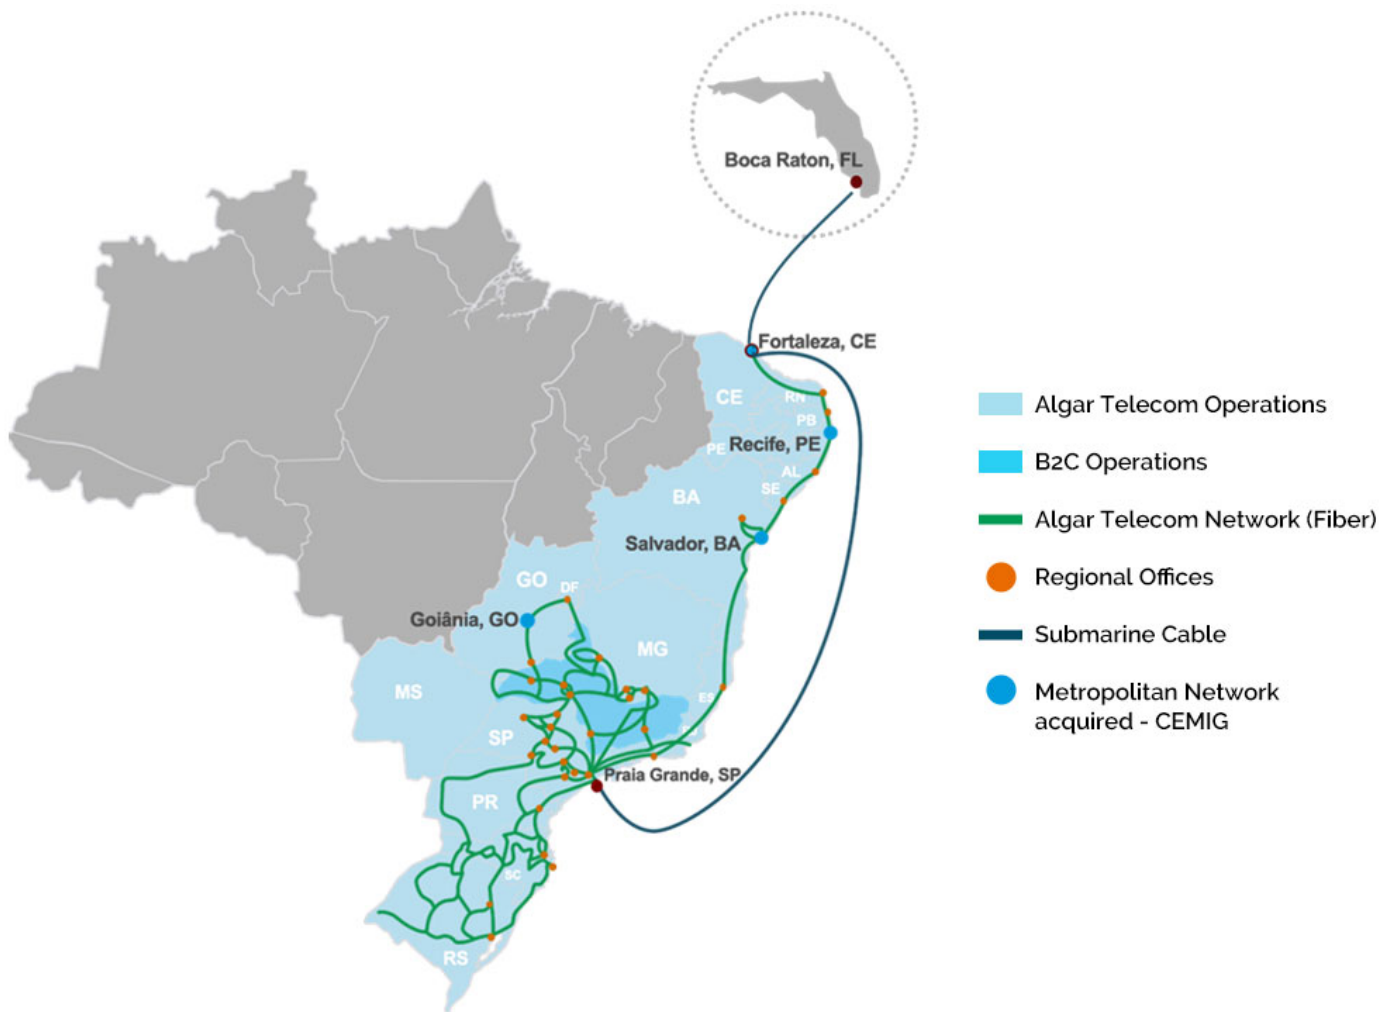 Boca Raton, FL
Fortaleza, CE
CE
RN
PB
Recife, PE
PE
AL
SE
BA
Salvador, BA
GO
DF
Goiânia, GO
MG
MS
ES
SP
Praia Grande, SP
PR
SC
RS
Algar Telecom Operations
B2C Operations
Algar Telecom Network (Fiber)
Regional Offices
Submarine Cable
Metropolitan Network
acquired - CEMIG